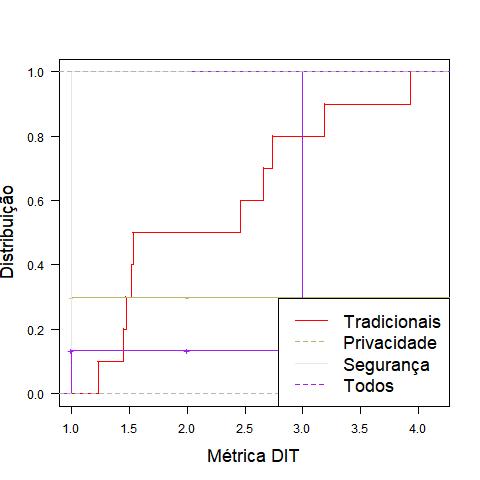 1.0
0.8
0.6
0.4
0.2
0.0
Distribuição
Tradicionais
Privacidade
Segurança
Todos
1.0 1.5 2.0 2.5 3.0 3.5 4.0
Métrica DIT